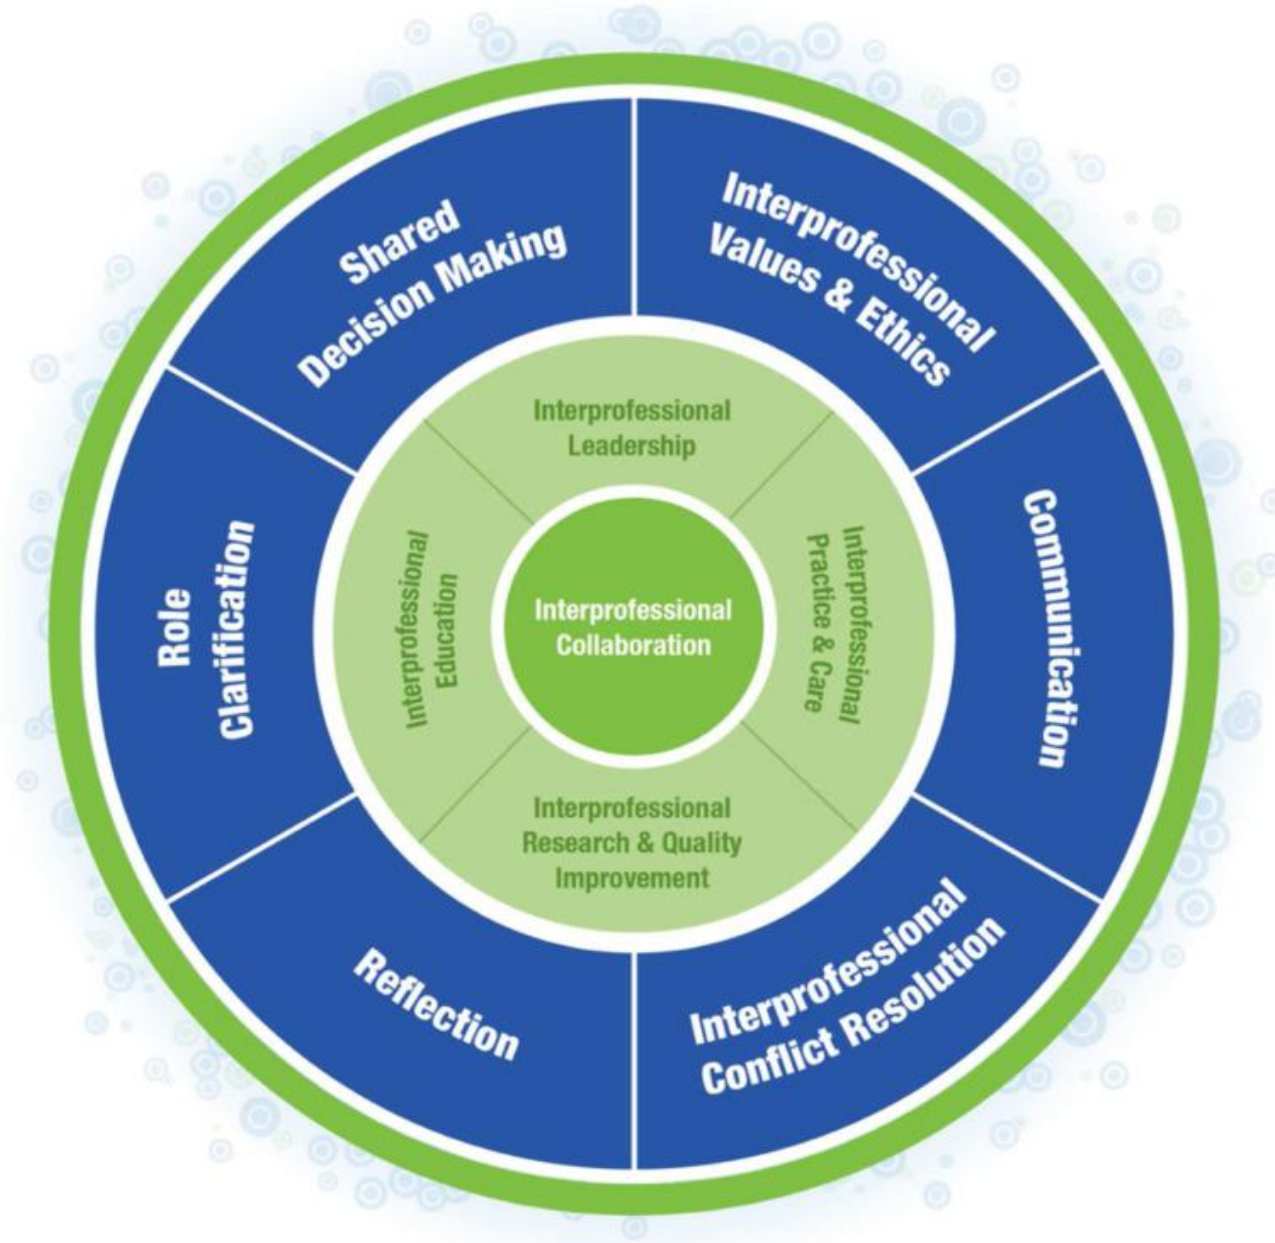 Shared
Decision Making
Interprofessional
Values & Ethics
Communication
Interprofessional
Conflict Resolution
Reflection
Role
Clarification
Interprofessional
Leadership
Interprofessional
Practice & Care
Interprofessional
Research & Quality
Improvement
Interprofessional
Education
Interprofessional
Collaboration